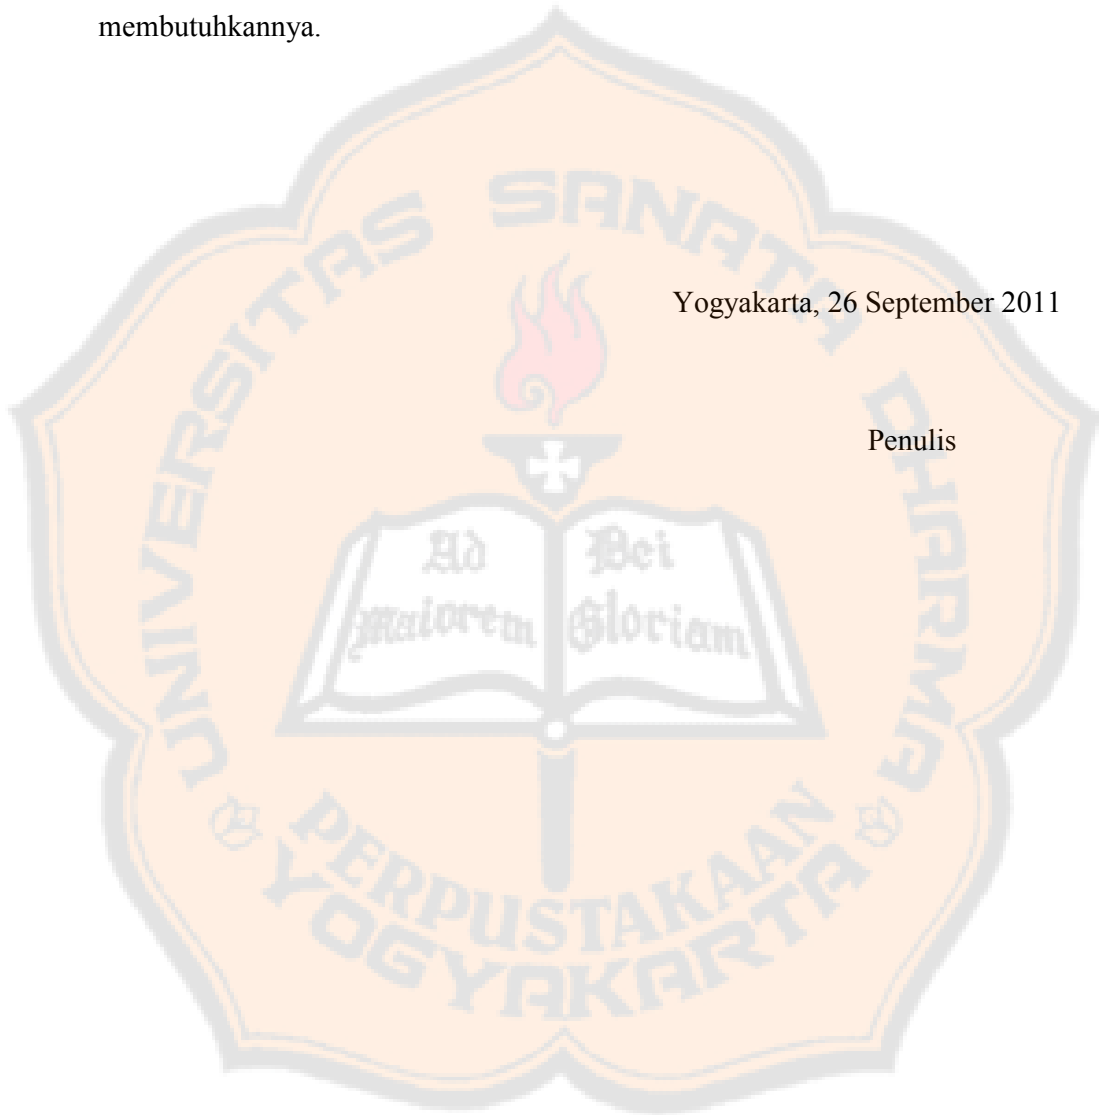 membutuhkannya.
UNIVERSITAS SANATA DHARMA
Yogyakarta, 26 September 2011
Penulis
Ad Dei
maiorem Gloriam
PERPUSTAKAAN
YOGYAKARTA